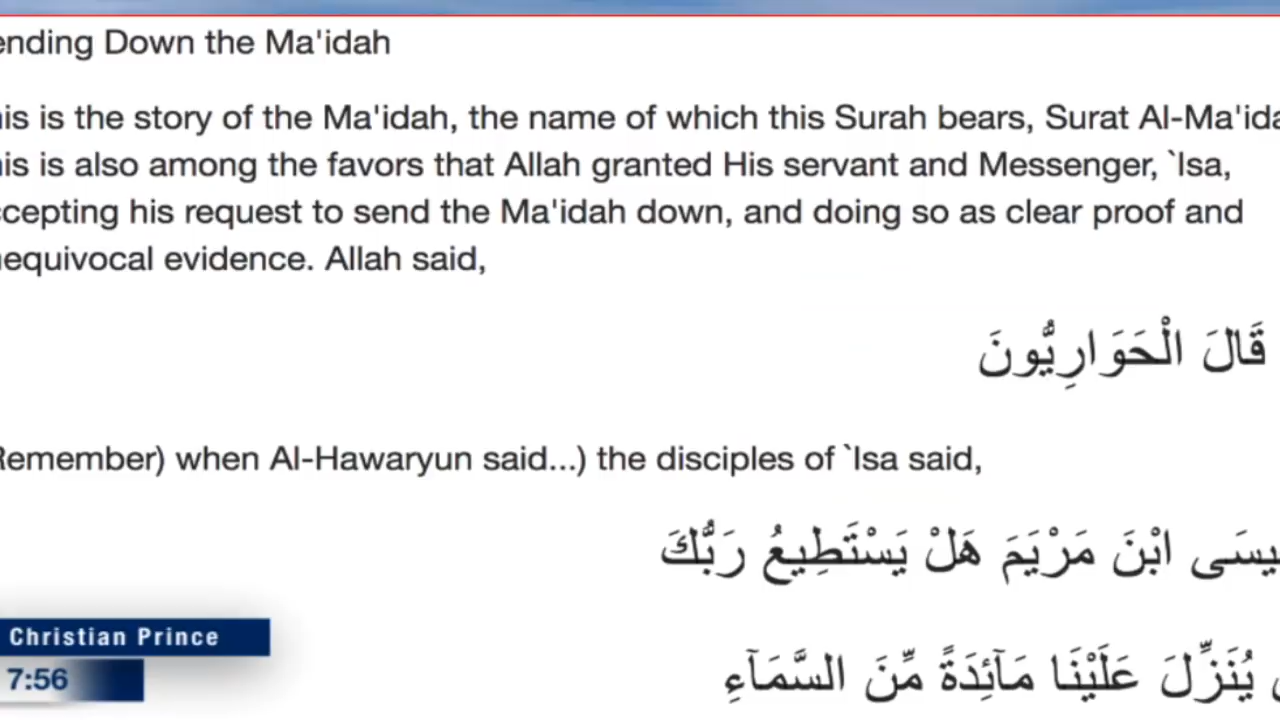 ending Down the Ma'idah
his is the story of the Ma'idah, the name of which this Surah bears, Surat Al-Ma'ida
his is also among the favors that Allah granted His servant and Messenger, `Isa,
ccepting his request to send the Ma'idah down, and doing so as clear proof and
nequivocal evidence. Allah said,
قَالَ الْحَوَارِيُّونَ
Remember) when Al-Hawaryun said...) the disciples of `Isa said,
يسَى ابْنَ مَرْيَمَ هَلْ يَسْتَطِيعُ رَبُّكَ
يُنَزِّلَ عَلَيْنَا مَآئِدَةً مِّنَ السَّمَآءِ
Christian Prince
7:56